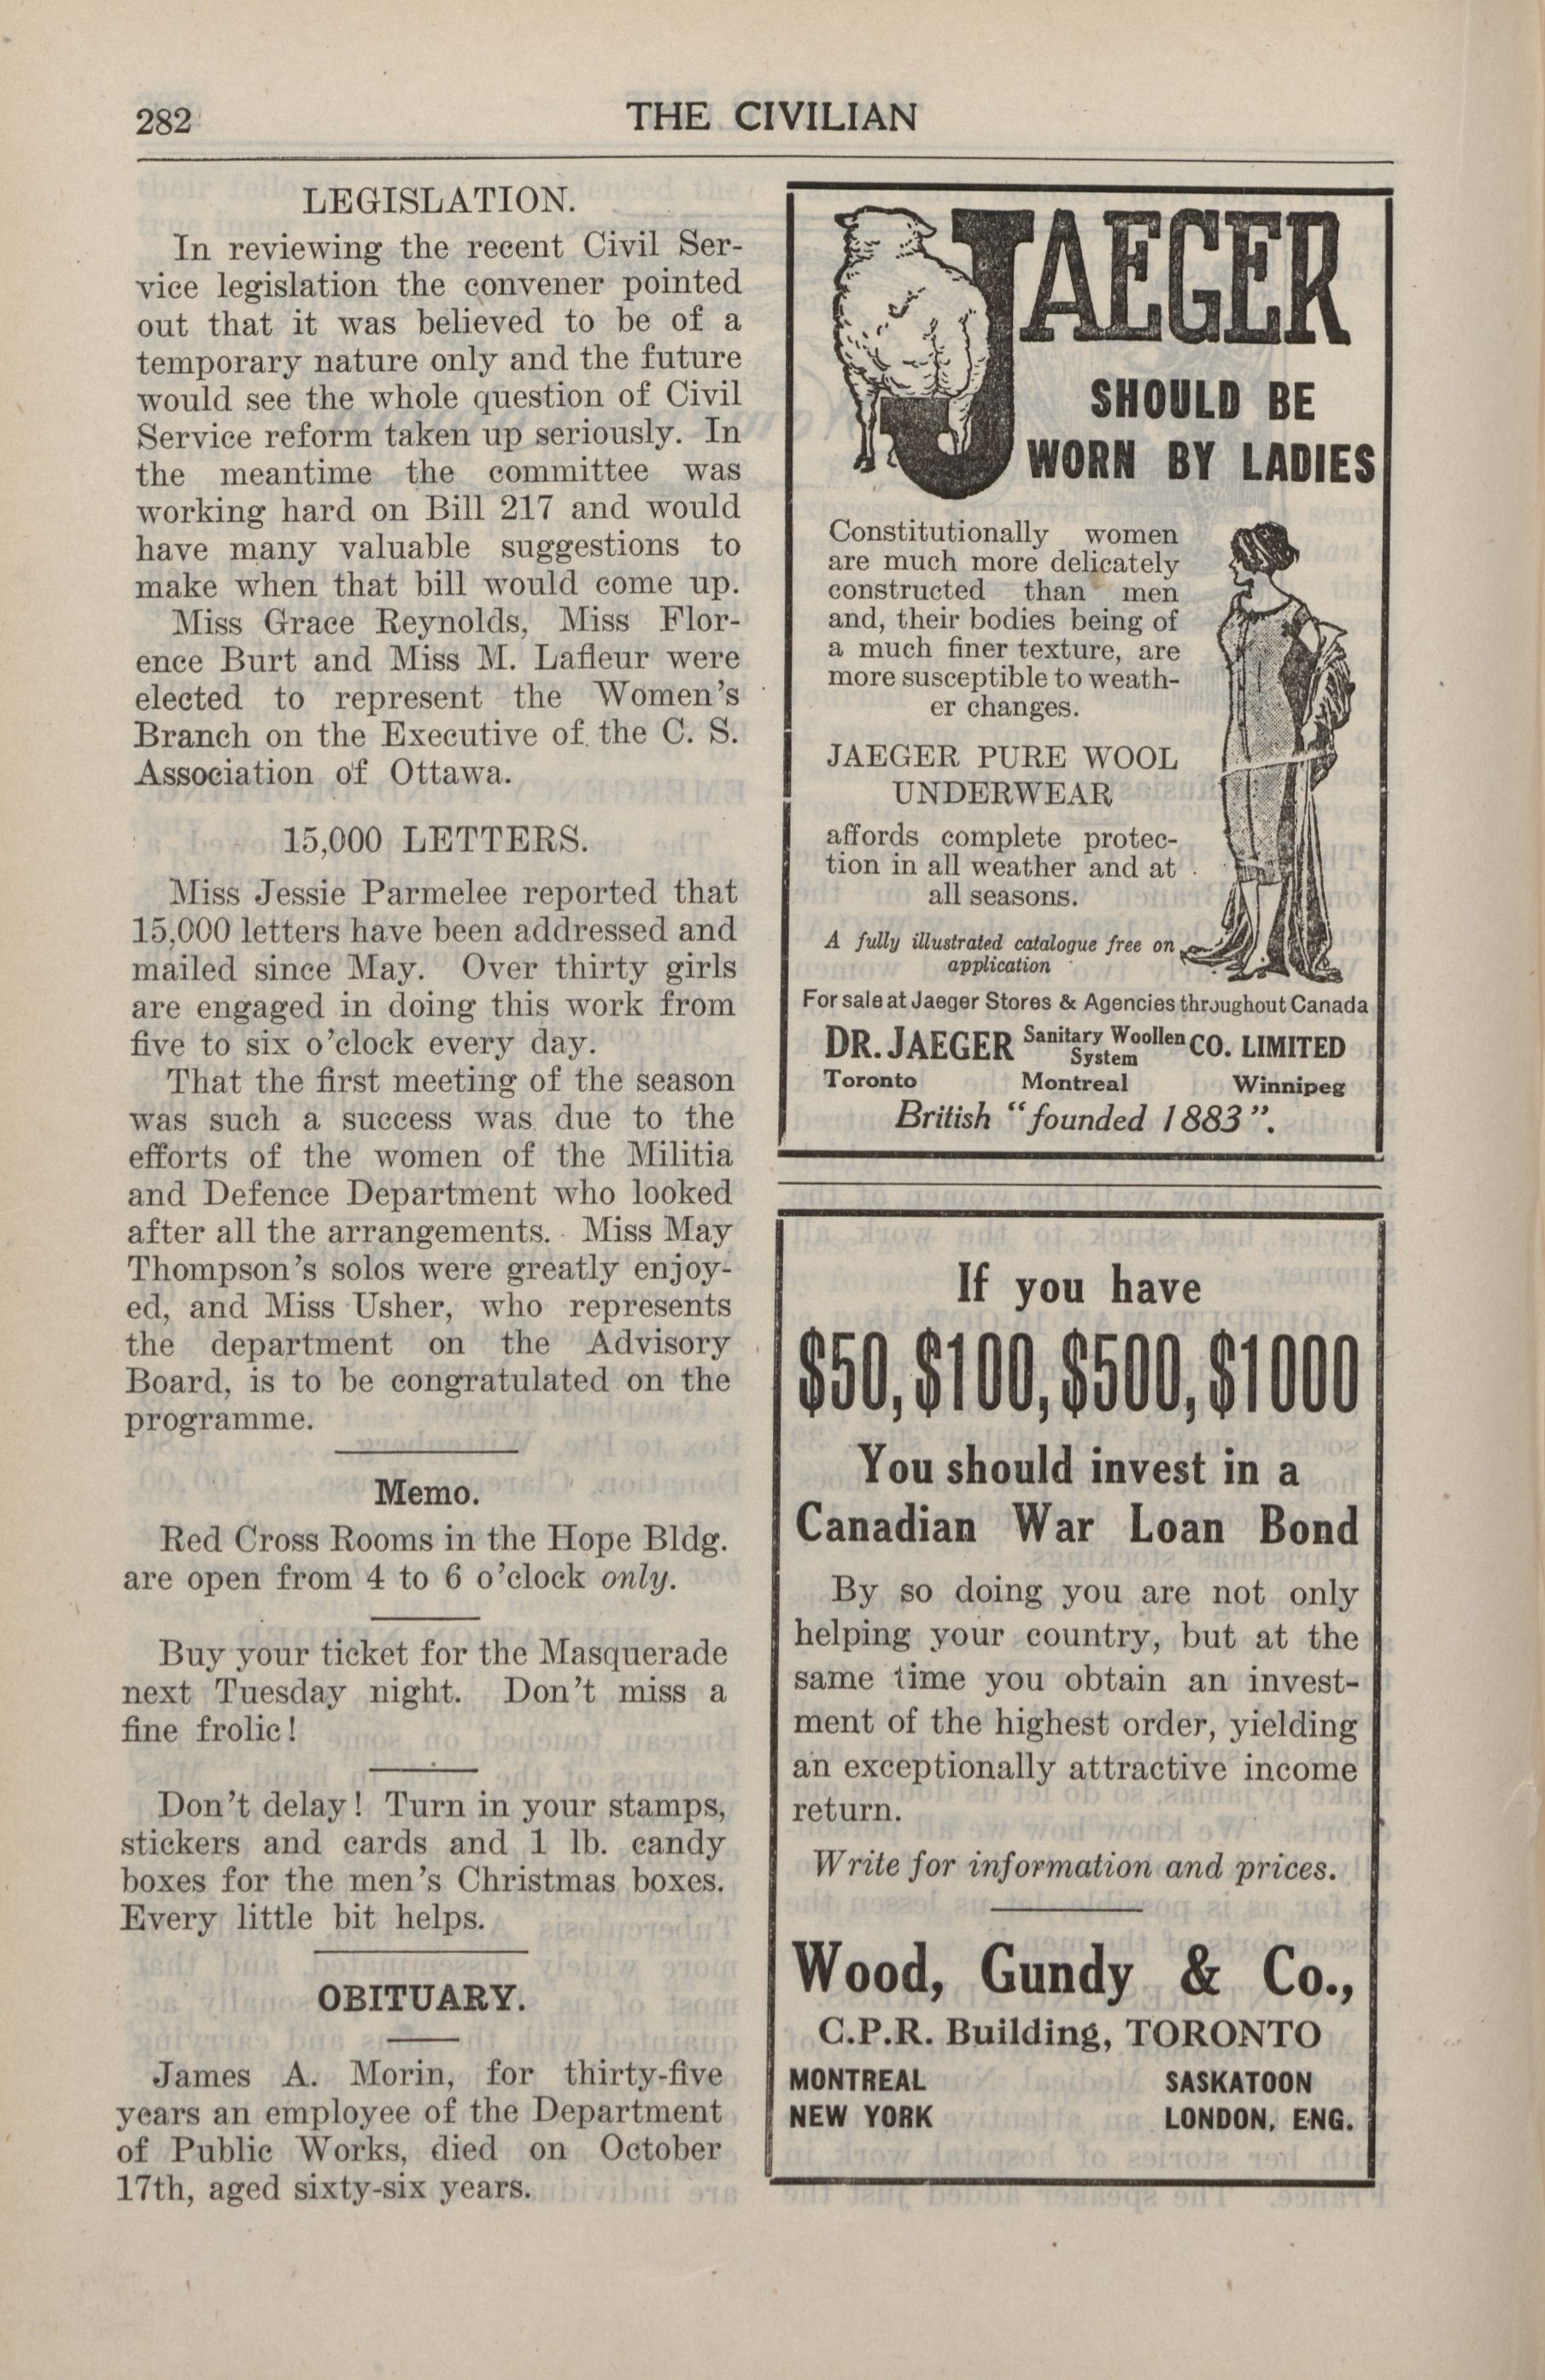 282
THE CIVILIAN
LEGISLATION.
In reviewing the recent Civil Ser-
vice legislation the convener pointed
out that it was believed to be of a
temporary nature only and the future
would see the whole question of Civil
Service reform taken up seriously. In
the meantime the committee was
working hard on Bill 217 and would
have many valuable suggestions to
make when that bill would come up.
Miss Grace Reynolds, Miss Flor-
ence Burt and Miss M. Lafleur were
elected to represent the Women's
Branch on the Executive of the C. S.
Association of Ottawa.
15,000 LETTERS.
Miss Jessie Parmelee reported that
15,000 letters have been addressed and
mailed since May. Over thirty girls
are engaged in doing this work from
five to six o'clock every day.
That the first meeting of the season
was such a success was due to the
efforts of the women of the Militia
and Defence Department who looked
after all the arrangements. Miss May
Thompson's solos were greatly enjoy-
ed, and Miss Usher, who represents
the department on the Advisory
Board, is to be congratulated on the
programme.
Memo.
Red Cross Rooms in the Hope Bldg.
are open from 4 to 6 o'clock only.
Buy your ticket for the Masquerade
next Tuesday night. Don't miss a
fine frolic!
Don't delay! Turn in your stamps,
stickers and cards and 1 lb. candy
boxes for the men's Christmas boxes.
Every little bit helps.
OBITUARY.
James A. Morin, for thirty-five
years an employee of the Department
of Public Works, died on October
17th, aged sixty-six years.
JAEGER
SHOULD BE
WORN BY LADIES
Constitutionally women
are much more delicately
constructed than men
and, their bodies being of
a much finer texture, are
more susceptible to weath-
er changes.
JAEGER PURE WOOL
UNDERWEAR
affords complete protec-
tion in all weather and at
all seasons.
A fully illustrated catalogue free on
application
For sale at Jaeger Stores & Agencies throughout Canada
DR. JAEGER Sanitary Woollen System CO. LIMITED
Toronto Montreal Winnipeg
British "founded 1883".
If you have
$50, $100, $500, $1000
You should invest in a
Canadian War Loan Bond
By so doing you are not only
helping your country, but at the
same time you obtain an invest-
ment of the highest order, yielding
an exceptionally attractive income
return.
Write for information and prices.
Wood, Gundy & Co.,
C.P.R. Building, TORONTO
MONTREAL SASKATOON
NEW YORK LONDON, ENG.